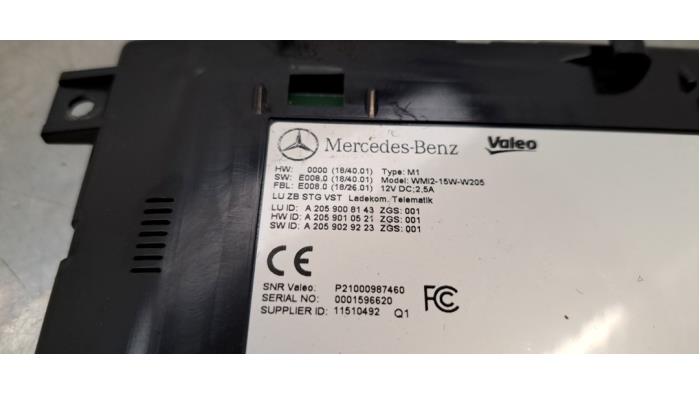 Mercedes-Benz Valeo
HW: 0000 (18/40.01) Type: M1
SW: E008.0 (18/40.01) Model: WMI2-15W-W205
FBL: E008.0 (18/26.01) 12V DC;2,5A
LU ZB STG VST Ladekom. Telematik
LU ID: A 205 900 81 43 ZGS: 001
HW ID: A 205 901 05 21 ZGS: 001
SW ID: A 205 902 92 23 ZGS: 001
CE
SNR Valeo: P21000987460
SERIAL NO: 0001596620
SUPPLIER ID: 11510492 Q1
FC